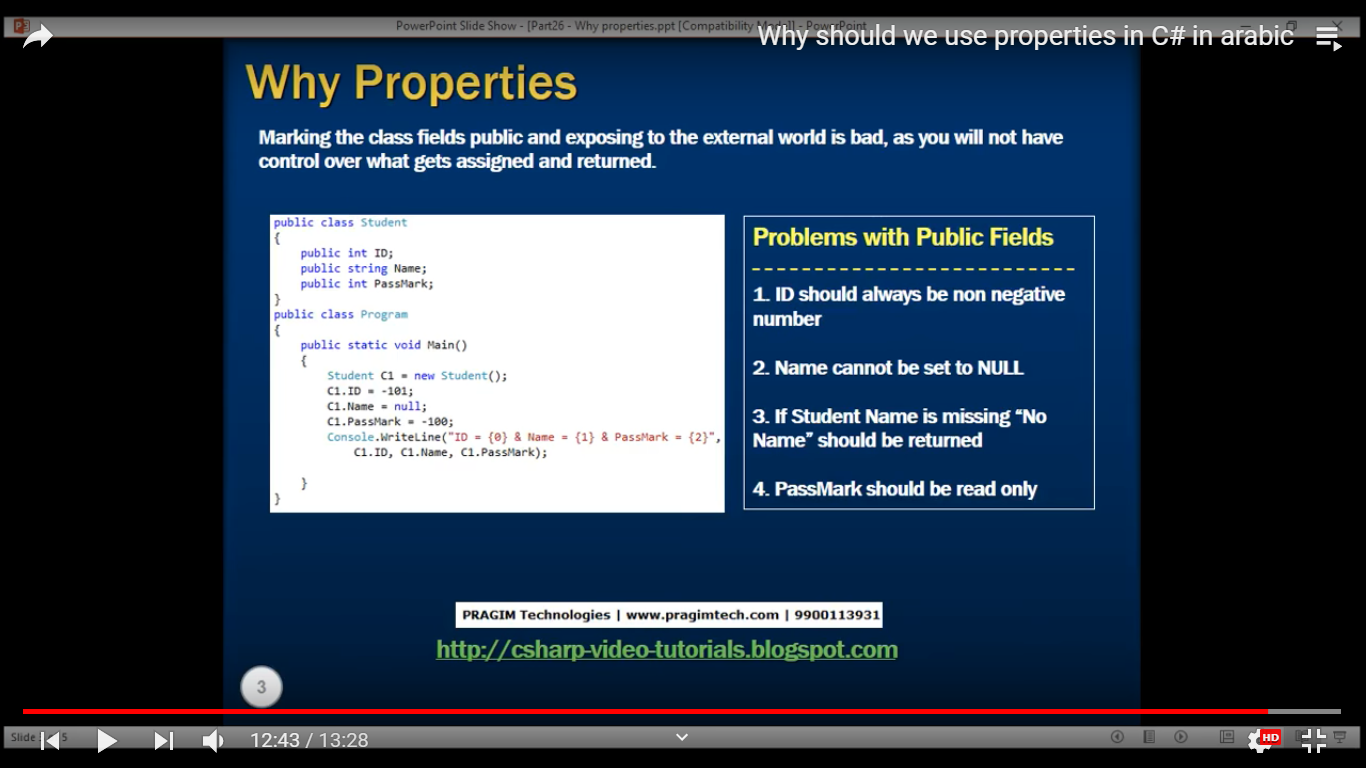 PowerPoint Slide Show - [Part26 - Why properties.ppt [Compatibility Mode]] - PowerPoint
Why should we use properties in C# in arabic
Why Properties
Marking the class fields public and exposing to the external world is bad, as you will not have
control over what gets assigned and returned.
public class Student
{
public int ID;
public string Name;
public int PassMark;
}
public class Program
{
public static void Main()
{
Student C1 = new Student();
C1.ID = -101;
C1.Name = null;
C1.PassMark = -100;
Console.WriteLine("ID = {0} & Name = {1} & PassMark = {2}",
C1.ID, C1.Name, C1.PassMark);
}
}
Problems with Public Fields
---------------------------
1. ID should always be non negative
number
2. Name cannot be set to NULL
3. If Student Name is missing “No
Name” should be returned
4. PassMark should be read only
PRAGIM Technologies | www.pragimtech.com | 9900113931
http://csharp-video-tutorials.blogspot.com
3
Slide 5
12:43 / 13:28
HD